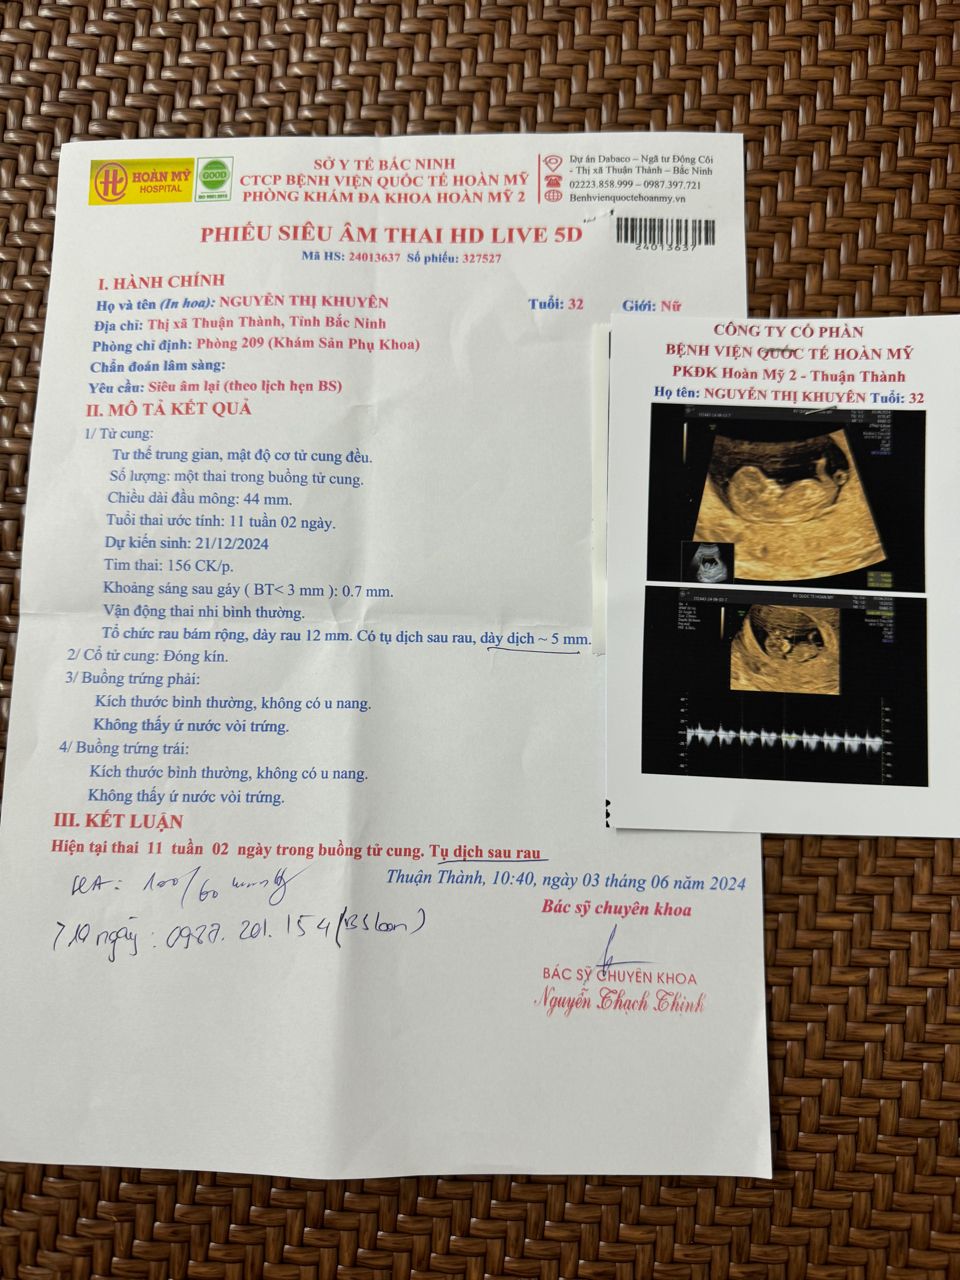 HOÀN MỸ
HOSPITAL
GOOD
ISO 9001:2015
SỞ Y TẾ BẮC NINH
CTCP BỆNH VIỆN QUỐC TẾ HOÀN MỸ
PHÒNG KHÁM ĐA KHOA HOÀN MỸ 2
Dự án Dabaco – Ngã tư Đông Côi
- Thị xã Thuận Thành – Bắc Ninh
02223.858.999 – 0987.397.721
Benhvienquoctehoanmy.vn
PHIẾU SIÊU ÂM THAI HD LIVE 5D
24013637
Mã HS: 24013637 Số phiếu: 327527
I. HÀNH CHÍNH
Họ và tên (In hoa): NGUYỄN THỊ KHUYÊN Tuổi: 32 Giới: Nữ
Địa chỉ: Thị xã Thuận Thành, Tỉnh Bắc Ninh
Phòng chỉ định: Phòng 209 (Khám Sản Phụ Khoa)
Chẩn đoán lâm sàng:
Yêu cầu: Siêu âm lại (theo lịch hẹn BS)
II. MÔ TẢ KẾT QUẢ
1/ Tử cung:
Tư thế trung gian, mật độ cơ tử cung đều.
Số lượng: một thai trong buồng tử cung.
Chiều dài đầu mông: 44 mm.
Tuổi thai ước tính: 11 tuần 02 ngày.
Dự kiến sinh: 21/12/2024
Tim thai: 156 CK/p.
Khoảng sáng sau gáy ( BT< 3 mm ): 0.7 mm.
Vận động thai nhi bình thường.
Tổ chức rau bám rộng, dày rau 12 mm. Có tụ dịch sau rau, dày dịch ~ 5 mm.
2/ Cổ tử cung: Đóng kín.
3/ Buồng trứng phải:
Kích thước bình thường, không có u nang.
Không thấy ứ nước vòi trứng.
4/ Buồng trứng trái:
Kích thước bình thường, không có u nang.
Không thấy ứ nước vòi trứng.
III. KẾT LUẬN
Hiện tại thai 11 tuần 02 ngày trong buồng tử cung. Tụ dịch sau rau
Thuận Thành, 10:40, ngày 03 tháng 06 năm 2024
HA: 100/60 mmHg
0987. 201. 154
Bác sỹ chuyên khoa
BÁC SỸ CHUYÊN KHOA
Nguyễn Thạch Thịnh
CÔNG TY CỔ PHẦN
BỆNH VIỆN QUỐC TẾ HOÀN MỸ
PKĐK Hoàn Mỹ 2 - Thuận Thành
Họ tên: NGUYỄN THỊ KHUYÊN Tuổi: 32
BV QUOC TE HOAN MY